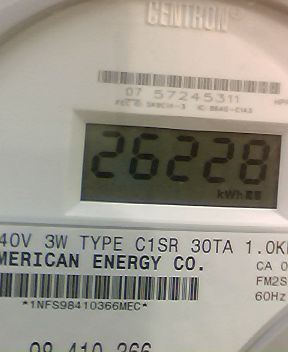 CENTRON®
07 57245311
26228
kWh
40V 3W TYPE C1SR 30TA 1.0K
MERICAN ENERGY CO.
CA 0
FM2S
60Hz
*1NFS98410366MEC*
98 410 366